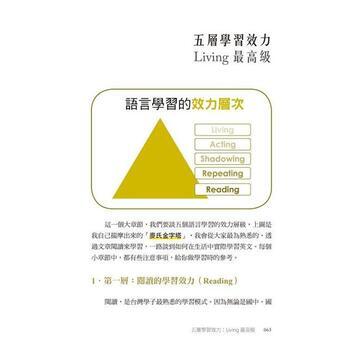 五層學習效力
Living 最高級
語言學習的效力層次
Living
Acting
Shadowing
Repeating
Reading
這一個大章節，我們要談五個語言學習的效力層級，上圖是
我自己揣摩出來的「麥氏金字塔」，我會從大家最為熟悉的，透
過文章閱讀來學習，一路談到如何在生活中實際學習英文。每個
小章節中，都有些注意事項，給你做學習時的參考。
1．第一層：閱讀的學習效力（Reading）
閱讀，是台灣學子最熟悉的學習模式。因為無論是國中、國
五層學習效力：Living 最高級 063